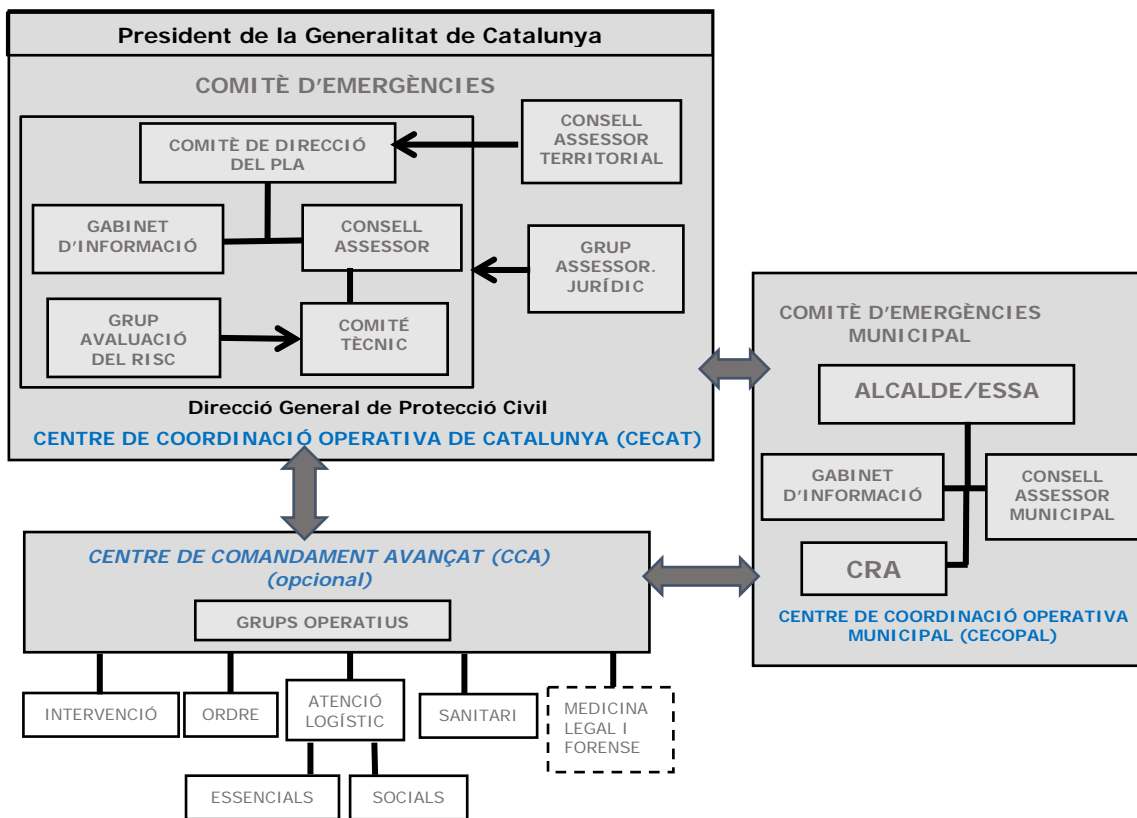 President de la Generalitat de Catalunya
COMITÈ D'EMERGÈNCIES
COMITÈ DE DIRECCIÓ
DEL PLA
CONSELL
ASSESSOR
TERRITORIAL
GABINET
D'INFORMACIÓ
CONSELL
ASSESSOR
GRUP
ASSESSOR.
JURÍDIC
GRUP
AVALUACIÓ
DEL RISC
COMITÉ
TÈCNIC
Direcció General de Protecció Civil
CENTRE DE COORDINACIÓ OPERATIVA DE CATALUNYA (CECAT)
COMITÈ D'EMERGÈNCIES
MUNICIPAL
ALCALDE/ESSA
GABINET
D'INFORMACIÓ
CONSELL
ASSESSOR
MUNICIPAL
CRA
CENTRE DE COORDINACIÓ OPERATIVA
MUNICIPAL (CECOPAL)
CENTRE DE COMANDAMENT AVANÇAT (CCA)
(opcional)
GRUPS OPERATIUS
INTERVENCIÓ
ORDRE
ATENCIÓ
LOGÍSTIC
SANITARI
MEDICINA
LEGAL I
FORENSE
ESSENCIALS
SOCIALS